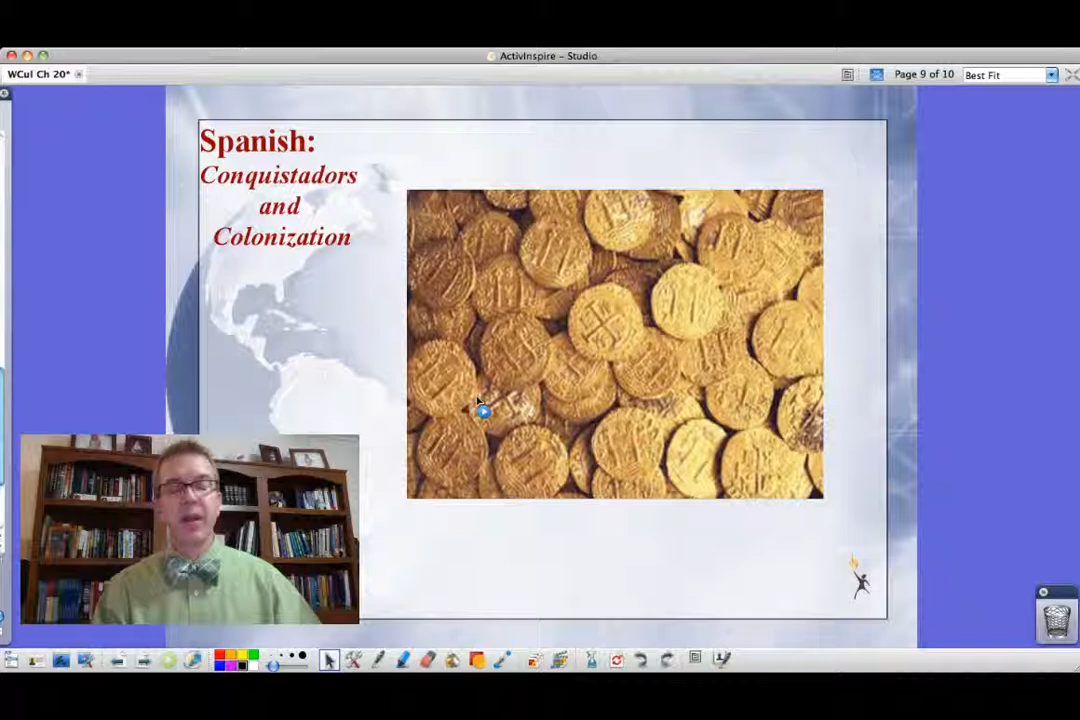 ActivInspire – Studio
WCul Ch 20*
Page 9 of 10
Best Fit
Spanish:
Conquistadors
and
Colonization